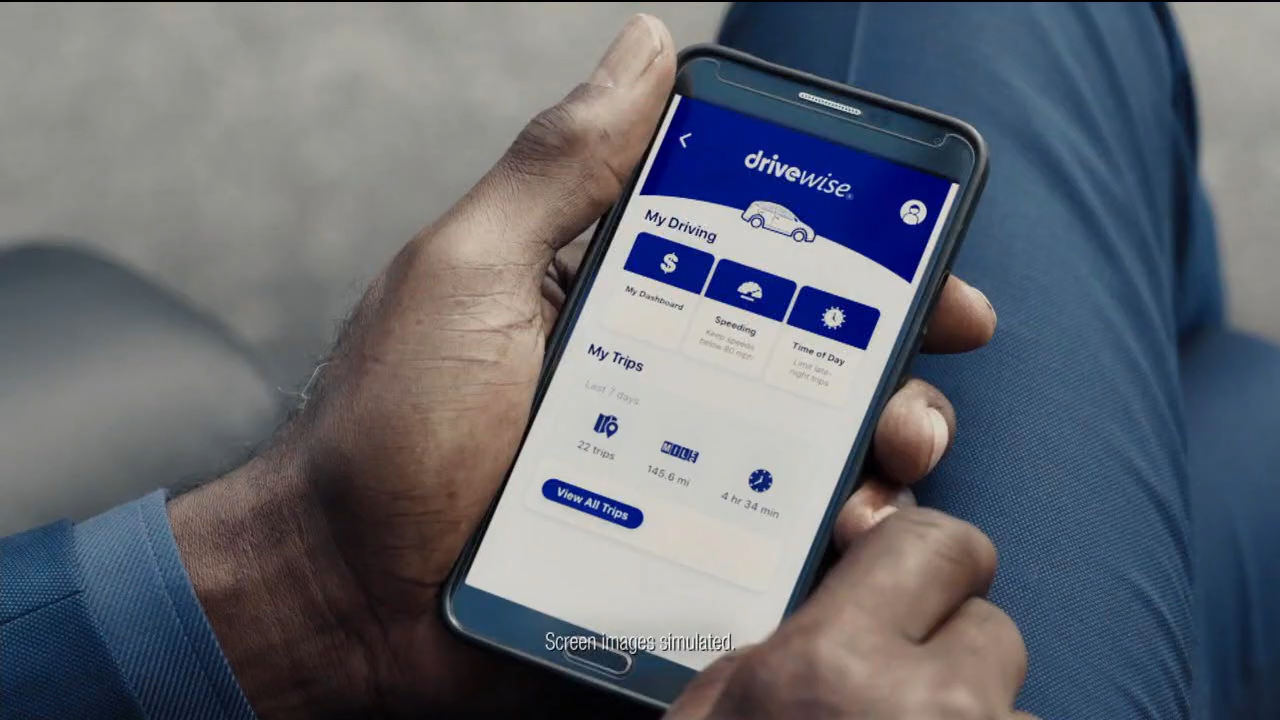 drivewise®
My Driving
$
My Dashboard
Speeding
Keep speeds
below 80 mph
Time of Day
Limit late-
night trips
My Trips
Last 7 days
MILE
22 trips
145.6 mi
4 hr 34 min
View All Trips
Screen images simulated.